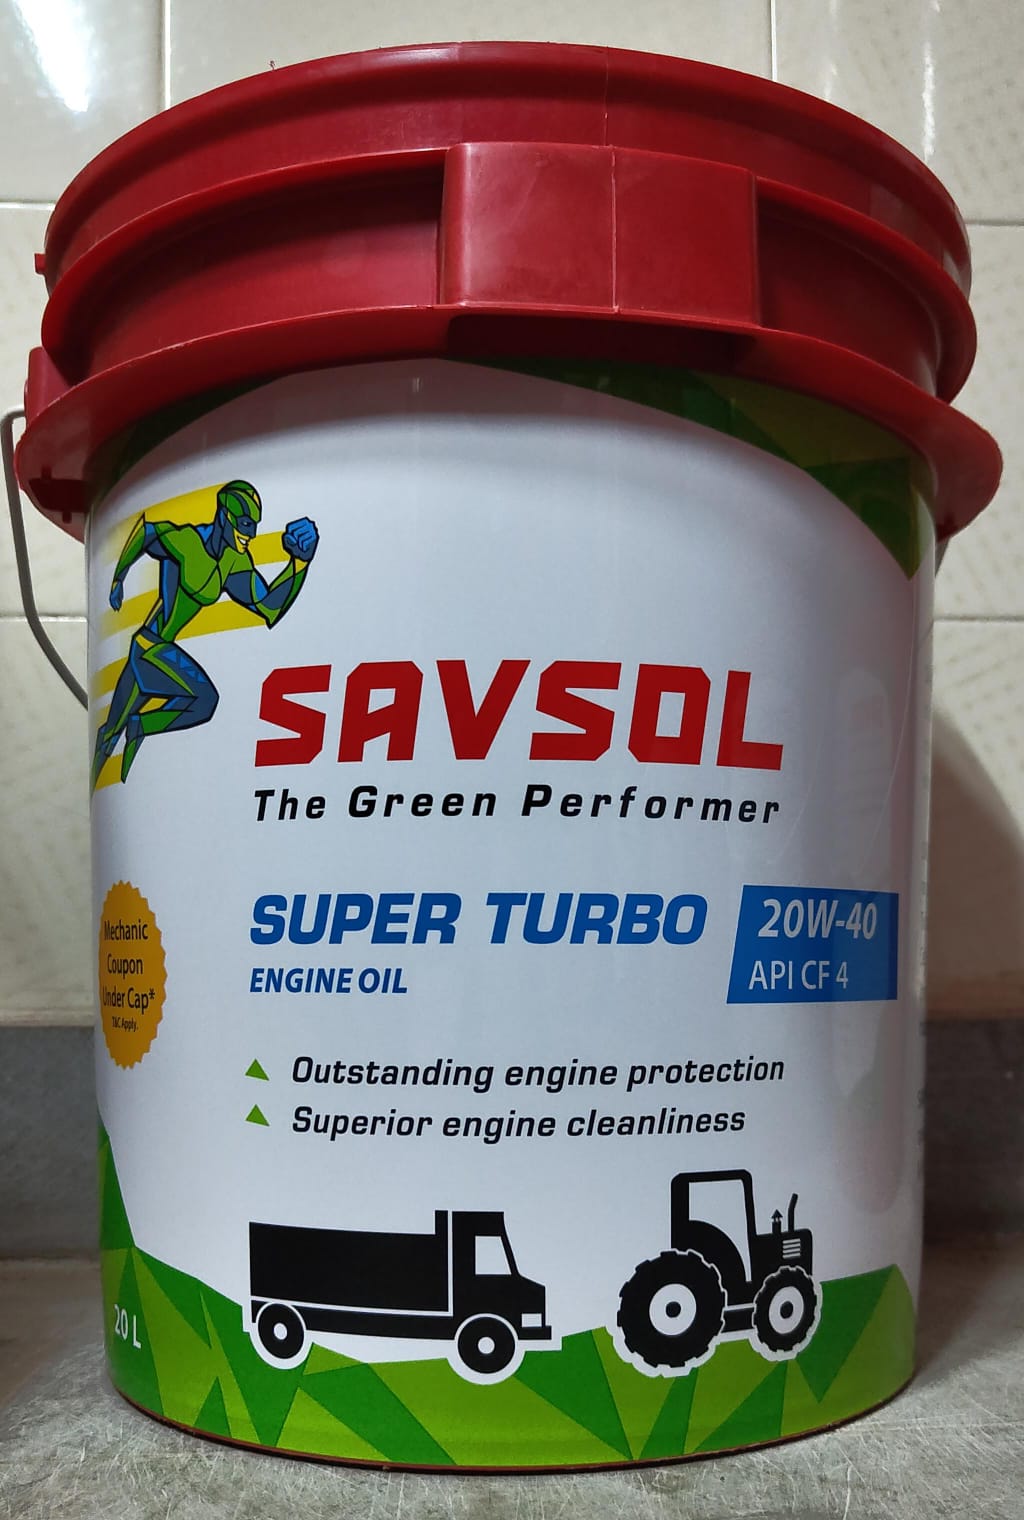 SAVSOL
The Green Performer
SUPER TURBO
ENGINE OIL
20W-40
API CF 4
Mechanic
Coupon
Under Cap*
T&C Apply.
Outstanding engine protection
Superior engine cleanliness
20 L